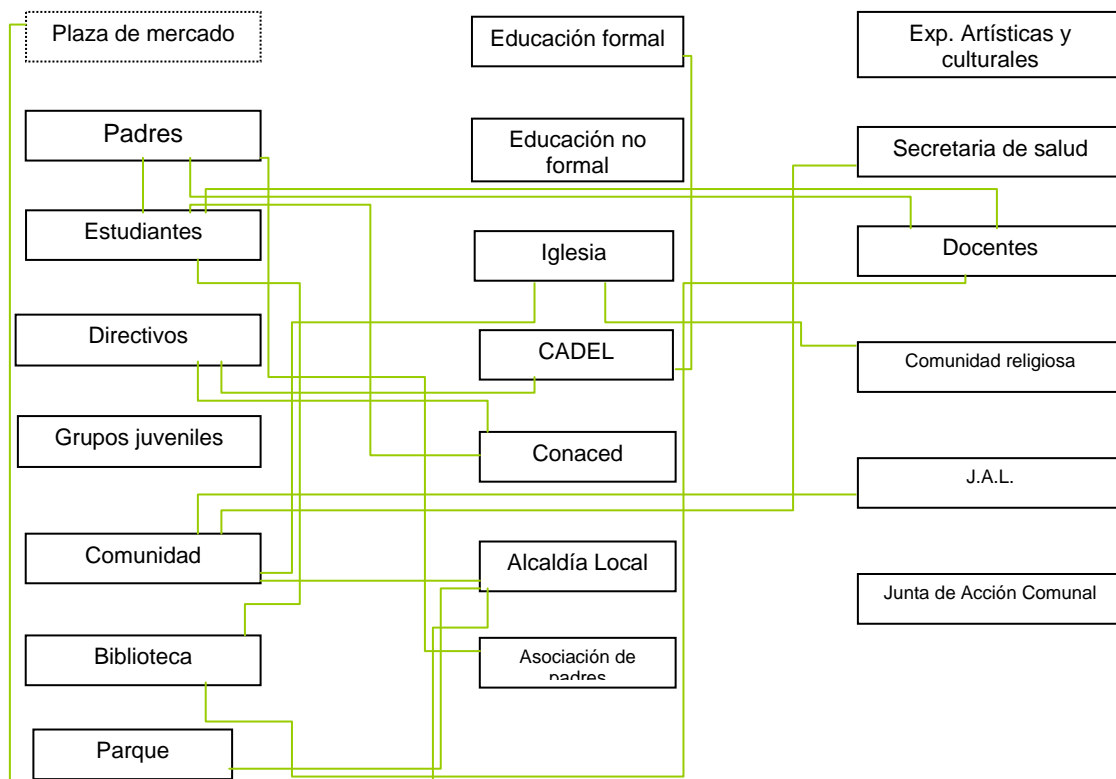 Plaza de mercado
Educación formal
Exp. Artísticas y
culturales
Padres
Educación no
formal
Secretaria de salud
Estudiantes
Iglesia
Docentes
Directivos
CADEL
Comunidad religiosa
Grupos juveniles
Conaced
J.A.L.
Comunidad
Alcaldía Local
Junta de Acción Comunal
Biblioteca
Asociación de
padres
Parque